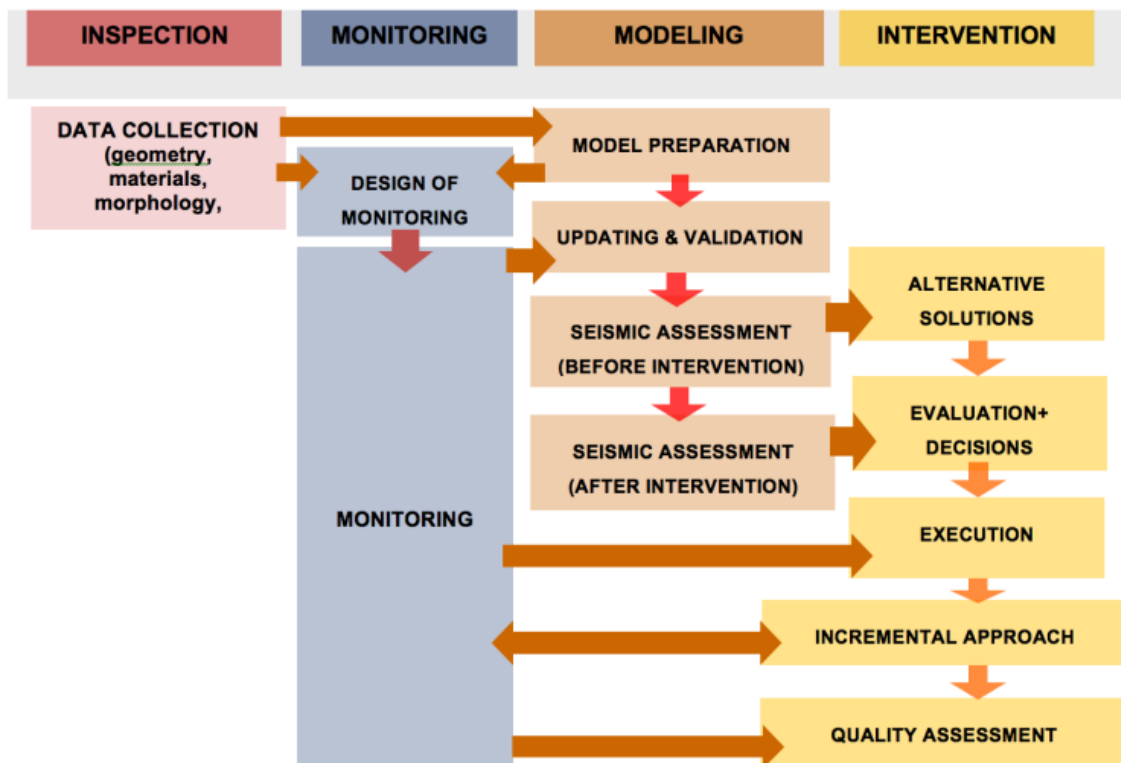 INSPECTION
MONITORING
MODELING
INTERVENTION
DATA COLLECTION
(geometry,
materials,
morphology,
MODEL PREPARATION
DESIGN OF
MONITORING
UPDATING & VALIDATION
ALTERNATIVE
SOLUTIONS
SEISMIC ASSESSMENT
(BEFORE INTERVENTION)
EVALUATION+
DECISIONS
SEISMIC ASSESSMENT
(AFTER INTERVENTION)
MONITORING
EXECUTION
INCREMENTAL APPROACH
QUALITY ASSESSMENT